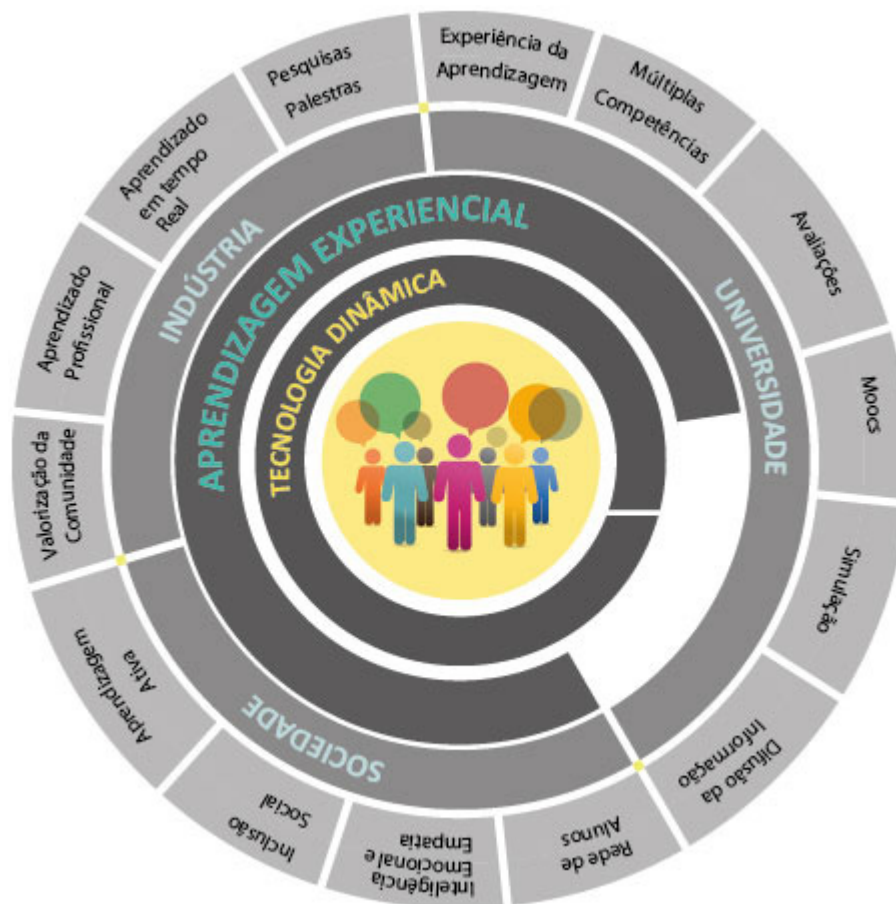 Experiência da
Aprendizagem
Múltiplas
Competências
Avaliações
Moocs
Simulação
Difusão da
Informação
Rede de
Alunos
Inteligência
Emocional e
Empatia
Inclusão
Social
Aprendizagem
Ativa
Valorização da
Comunidade
Aprendizado
Profissional
Aprendizado
em tempo
Real
Pesquisas
Palestras
INDÚSTRIA
UNIVERSIDADE
SOCIEDADE
APRENDIZAGEM EXPERIENCIAL
TECNOLOGIA DINÂMICA